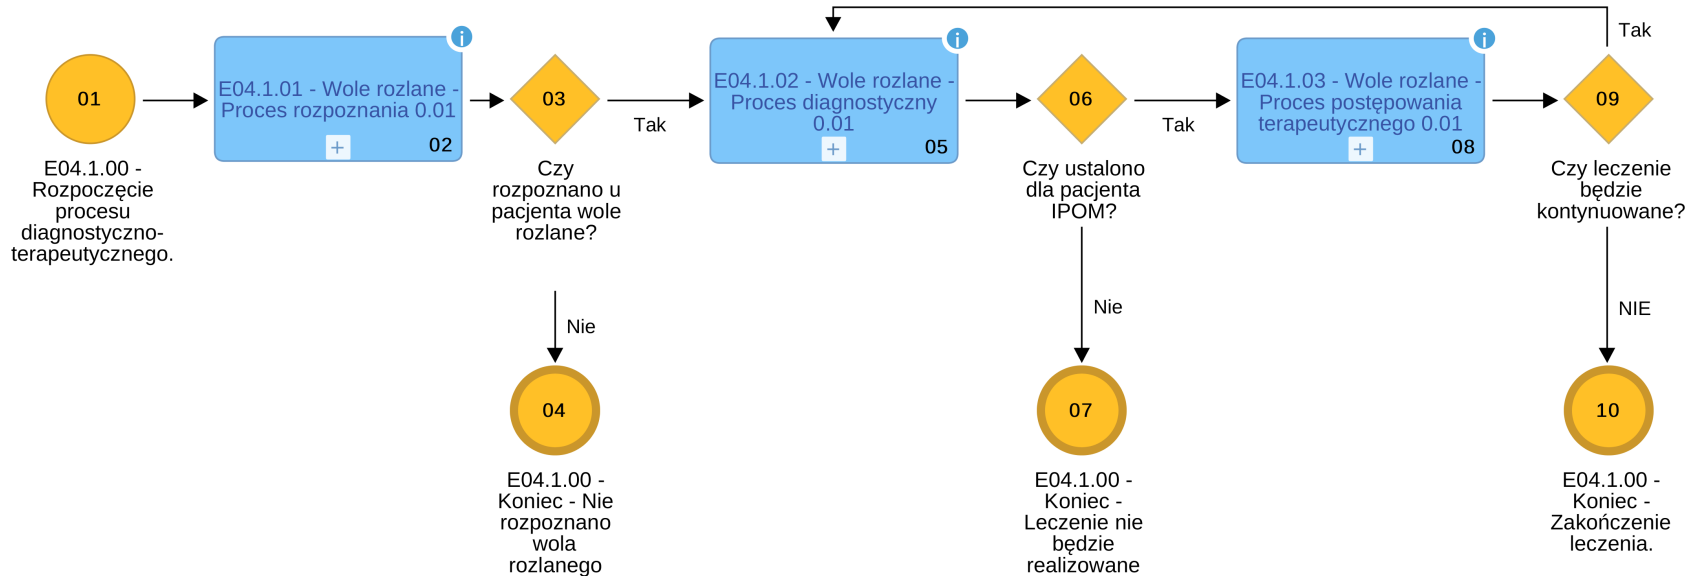 01
E04.1.00 -
Rozpoczęcie
procesu
diagnostyczno-
terapeutycznego.
E04.1.01 - Wole rozlane -
Proces rozpoznania 0.01
+
02
i
03
Czy
rozpoznano u
pacjenta wole
rozlane?
Tak
Nie
04
E04.1.00 -
Koniec - Nie
rozpoznano
wola
rozlanego
E04.1.02 - Wole rozlane -
Proces diagnostyczny
0.01
+
05
i
06
Czy ustalono
dla pacjenta
IPOM?
Tak
Nie
07
E04.1.00 -
Koniec -
Leczenie nie
będzie
realizowane
E04.1.03 - Wole rozlane -
Proces postępowania
terapeutycznego 0.01
+
08
i
09
Czy leczenie
będzie
kontynuowane?
Tak
NIE
10
E04.1.00 -
Koniec -
Zakończenie
leczenia.